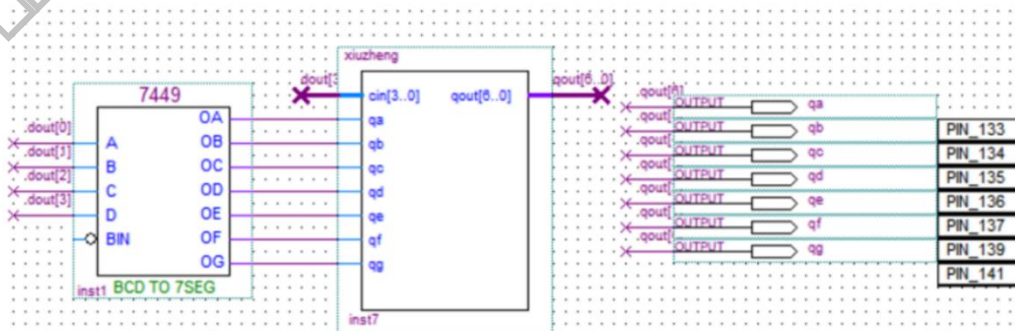 7449
dout[0]
dout[1]
dout[2]
dout[3]
A
B
C
D
BIN
OA
OB
OC
OD
OE
OF
OG
inst1
BCD TO 7SEG
xiuzheng
dout[3
cin[3..0]
qout[6..0]
qa
qb
qc
qd
qe
qf
qg
inst7
qout[6..0]
qout[6]
OUTPUT
qa
qout[
OUTPUT
qb
qout[
OUTPUT
qc
qout[
OUTPUT
qd
qout[
OUTPUT
qe
qout[
OUTPUT
qf
qout[
OUTPUT
qg
PIN_133
PIN_134
PIN_135
PIN_136
PIN_137
PIN_139
PIN_141